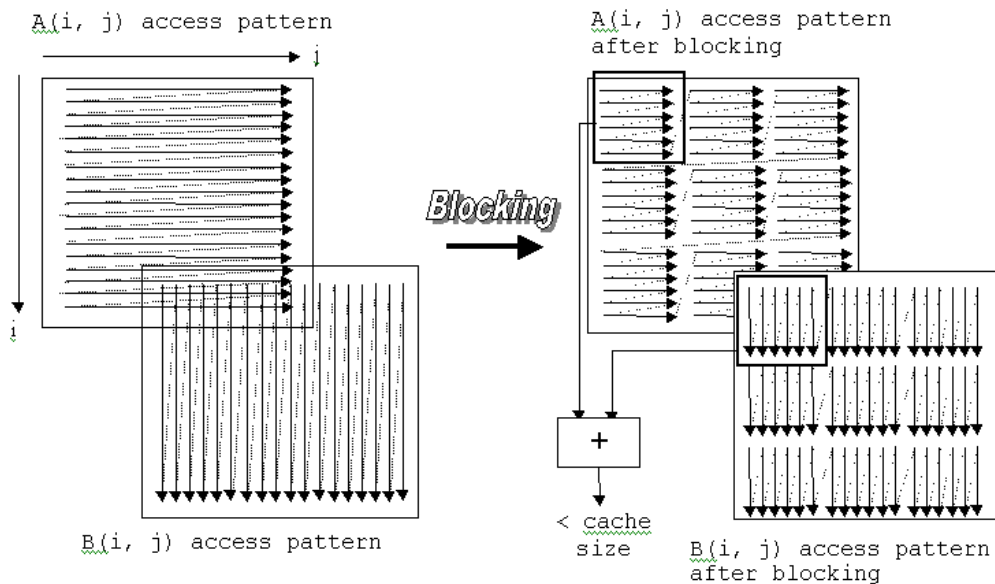 A(i, j) access pattern
j
i
B(i, j) access pattern
Blocking
A(i, j) access pattern
after blocking
+
< cache
size
B(i, j) access pattern
after blocking